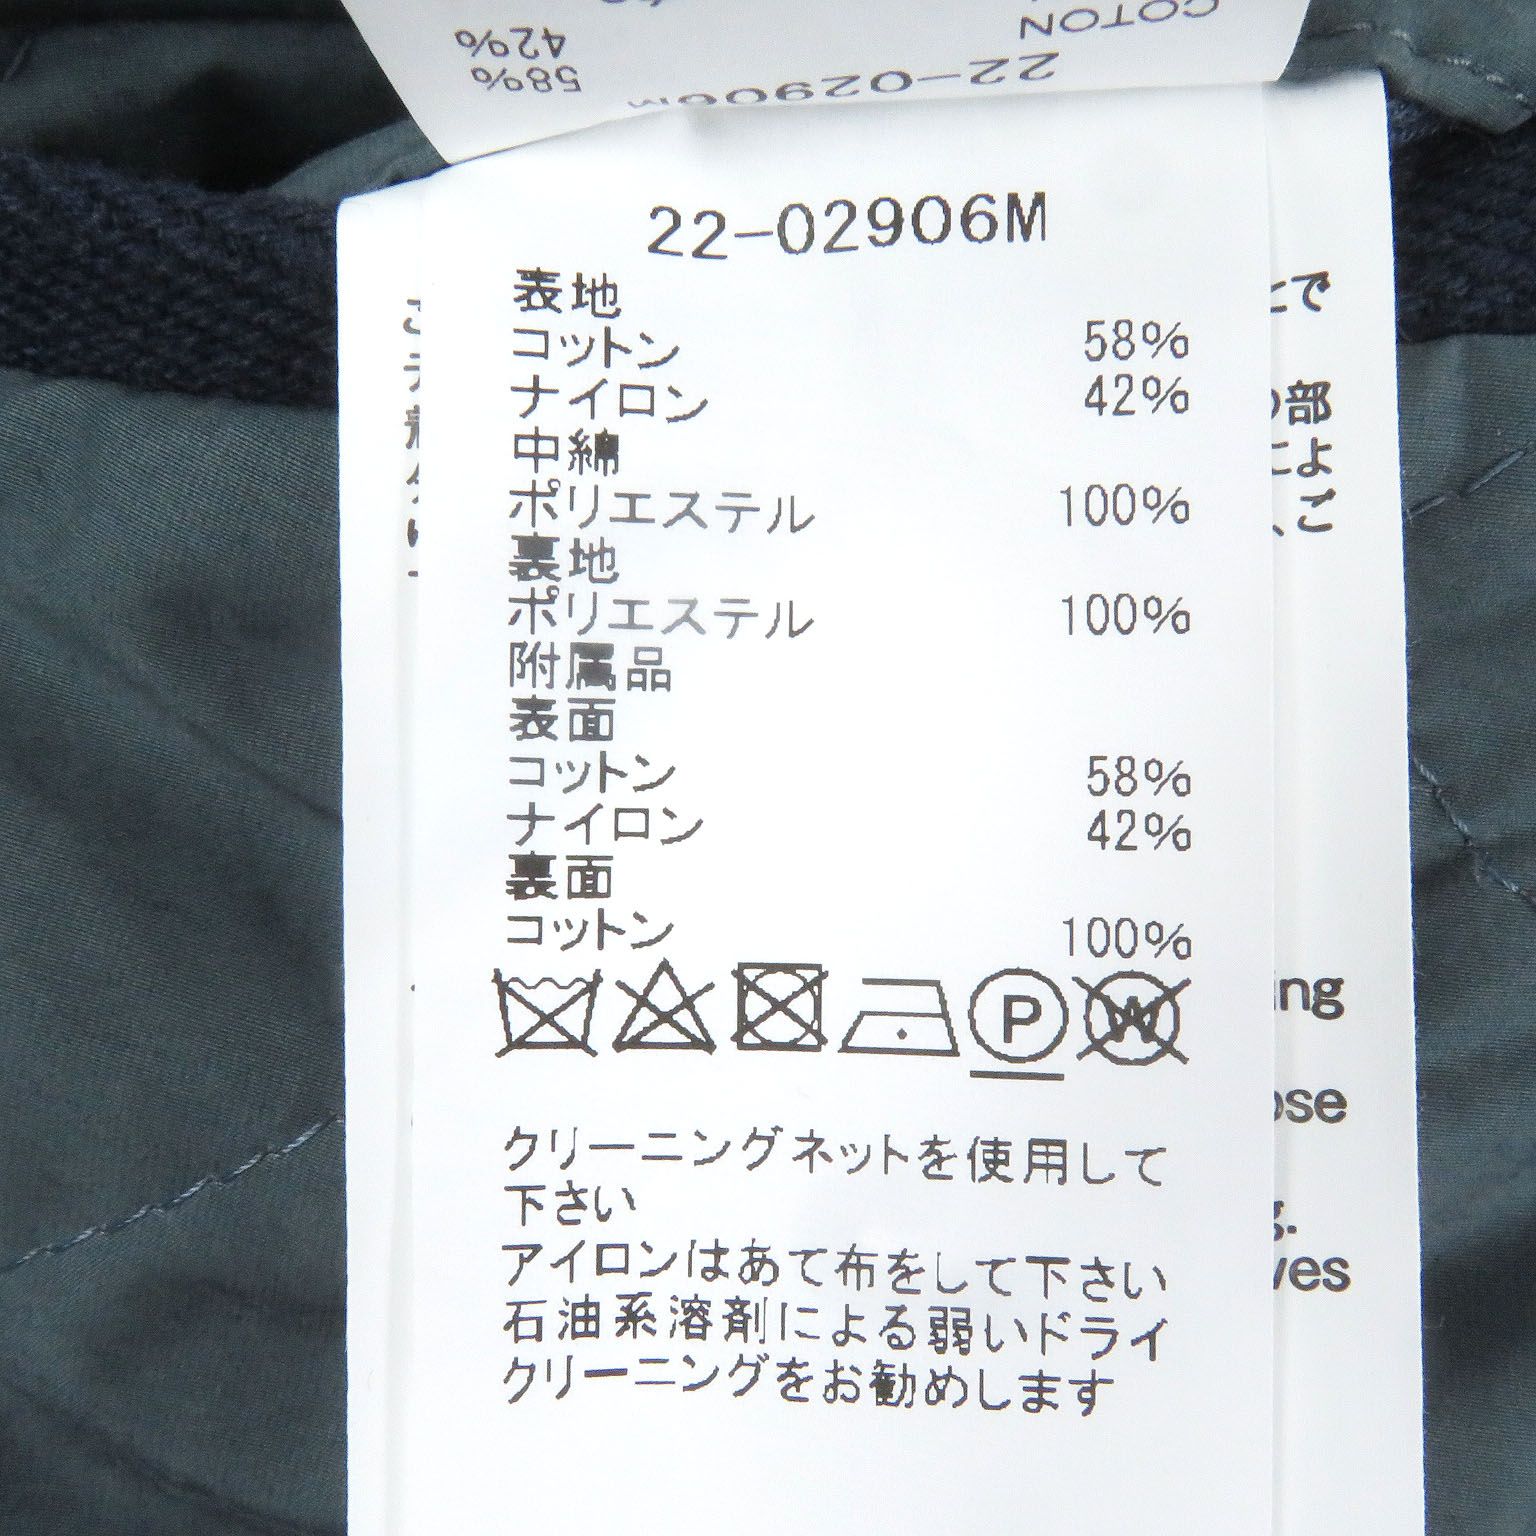 42%
58%
COTON
22-02906M
22-02906M
表地
コットン 58%
ナイロン 42%
中綿
ポリエステル 100%
裏地
ポリエステル 100%
附属品
表面
コットン 58%
ナイロン 42%
裏面
コットン 100%
P
W
クリーニングネットを使用して
下さい
アイロンはあて布をして下さい
石油系溶剤による弱いドライ
クリーニングをお勧めします